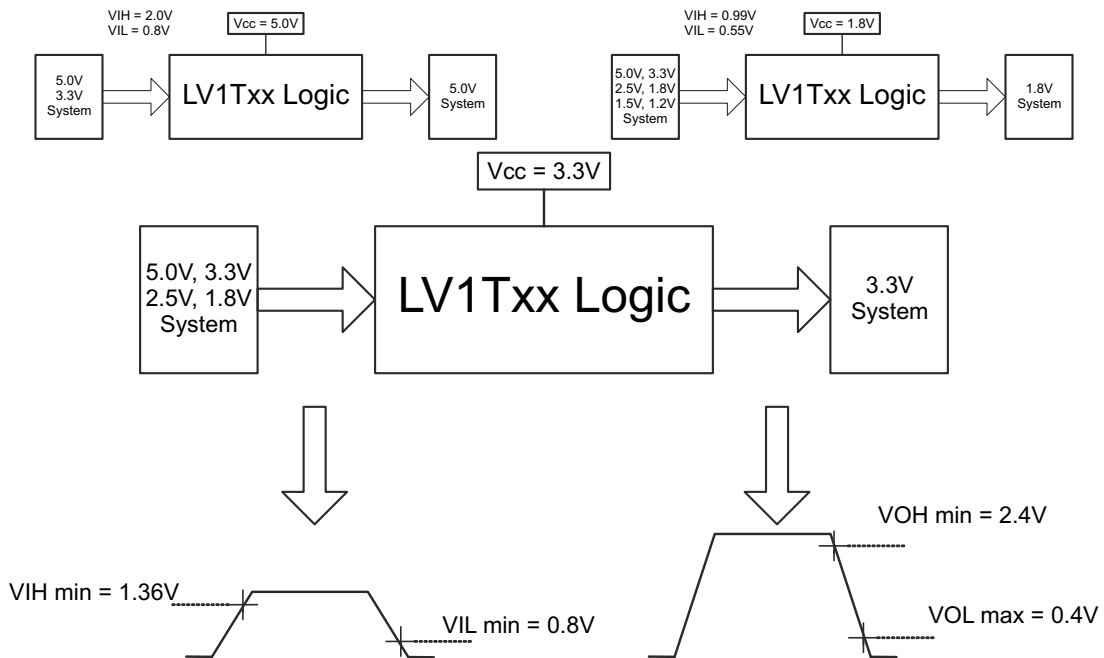 VIH = 2.0V
VIL = 0.8V
Vcc = 5.0V
5.0V
3.3V
System
LV1Txx Logic
5.0V
System
VIH = 0.99V
VIL = 0.55V
Vcc = 1.8V
5.0V, 3.3V
2.5V, 1.8V
1.5V, 1.2V
System
LV1Txx Logic
1.8V
System
Vcc = 3.3V
5.0V, 3.3V
2.5V, 1.8V
System
LV1Txx Logic
3.3V
System
VIH min = 1.36V
VIL min = 0.8V
VOH min = 2.4V
VOL max = 0.4V